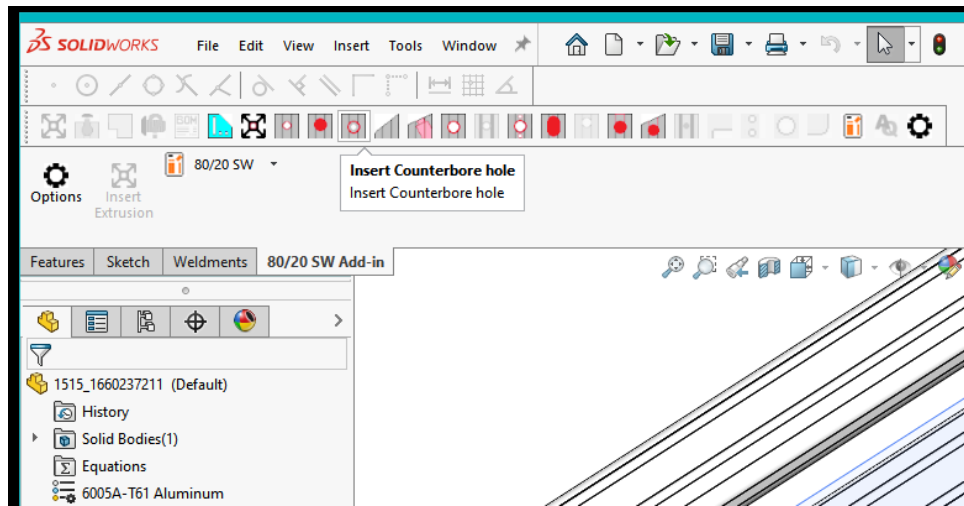 SOLIDWORKS File Edit View Insert Tools Window
BOM
80/20 SW
Insert Counterbore hole
Insert Counterbore hole
Options
Insert
Extrusion
Features Sketch Weldments 80/20 SW Add-in
1515_1660237211 (Default)
History
Solid Bodies(1)
Equations
6005A-T61 Aluminum